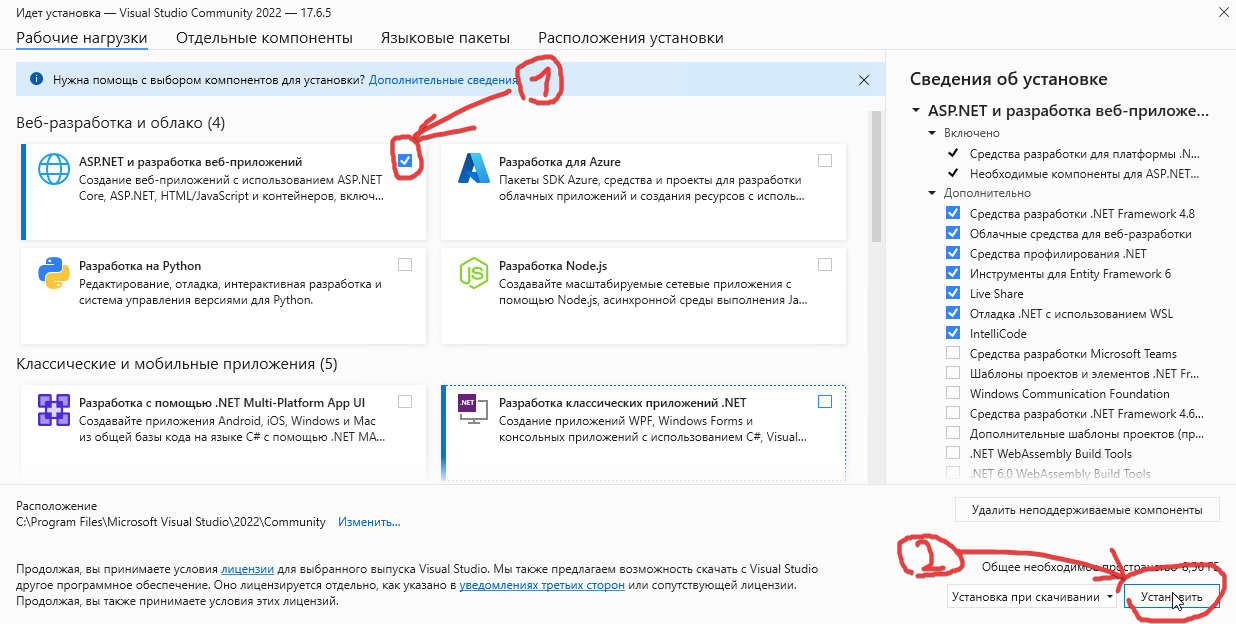 Идет установка — Visual Studio Community 2022 — 17.6.5
Рабочие нагрузки Отдельные компоненты Языковые пакеты Расположения установки
Нужна помощь с выбором компонентов для установки? Дополнительные сведения
1
Веб-разработка и облако (4)
ASP.NET и разработка веб-приложений
Создание веб-приложений с использованием ASP.NET
Core, ASP.NET, HTML/JavaScript и контейнеров, включ...
Разработка для Azure
Пакеты SDK Azure, средства и проекты для разработки
облачных приложений и создания ресурсов с исполь...
Разработка на Python
Редактирование, отладка, интерактивная разработка и
система управления версиями для Python.
Разработка Node.js
Создавайте масштабируемые сетевые приложения с
помощью Node.js, асинхронной среды выполнения Ja...
Классические и мобильные приложения (5)
Разработка с помощью .NET Multi-Platform App UI
Создавайте приложения Android, iOS, Windows и Mac
из общей базы кода на языке C# с помощью .NET MA...
.NET
Разработка классических приложений .NET
Создание приложений WPF, Windows Forms и
консольных приложений с использованием C#, Visual...
Сведения об установке
ASP.NET и разработка веб-приложе...
Включено
Средства разработки для платформы .N...
Необходимые компоненты для ASP.NET...
Дополнительно
Средства разработки .NET Framework 4.8
Облачные средства для веб-разработки
Средства профилирования .NET
Инструменты для Entity Framework 6
Live Share
Отладка .NET с использованием WSL
IntelliCode
Средства разработки Microsoft Teams
Шаблоны проектов и элементов .NET Fr...
Windows Communication Foundation
Средства разработки .NET Framework 4.6...
Дополнительные шаблоны проектов (пр...
.NET WebAssembly Build Tools
.NET 6.0 WebAssembly Build Tools
Расположение
C:\Program Files\Microsoft Visual Studio\2022\Community Изменить...
Удалить неподдерживаемые компоненты
Продолжая, вы принимаете условия лицензии для выбранного выпуска Visual Studio. Мы также предлагаем возможность скачать с Visual Studio
другое программное обеспечение. Оно лицензируется отдельно, как указано в уведомлениях третьих сторон или сопутствующей лицензии.
Продолжая, вы также принимаете условия этих лицензий.
2
Общее необходимое пространство 8,56 ГБ
Установка при скачивании
Установить